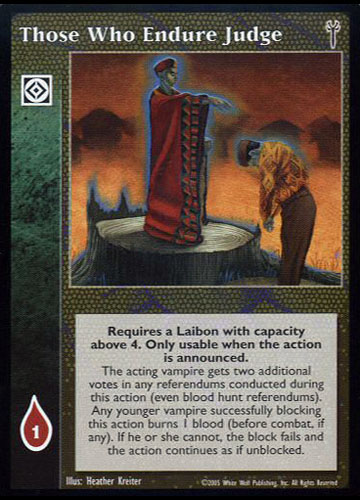 Those Who Endure Judge
Requires a Laibon with capacity
above 4. Only usable when the action
is announced.
The acting vampire gets two additional
votes in any referendums conducted during
this action (even blood hunt referendums).
Any younger vampire successfully blocking
this action burns 1 blood (before combat, if
any). If he or she cannot, the block fails and
the action continues as if unblocked.
1
Illus: Heather Kreiter
©2005 White Wolf Publishing, Inc. All Rights Reserved